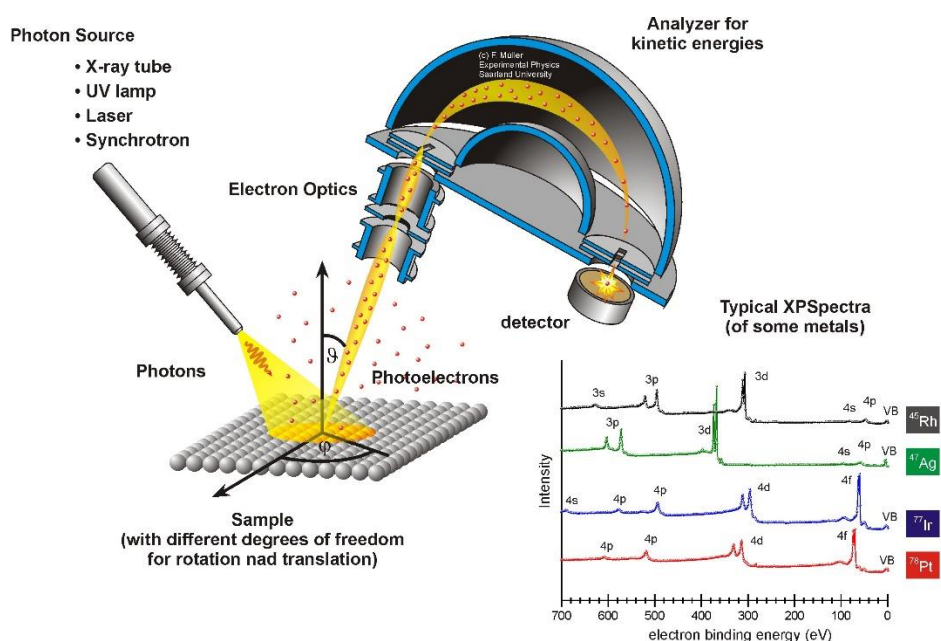 Photon Source
• X-ray tube
• UV lamp
• Laser
• Synchrotron
Analyzer for
kinetic energies
(c) F. Müller
Experimental Physics
Saarland University
Electron Optics
detector
Photons
Photoelectrons
ϑ
φ
Sample
(with different degrees of freedom
for rotation nad translation)
Typical XPSpectra
(of some metals)
Intensity
3s 3p 3d 4s 4p VB ⁴⁵Rh
3p 3d 4s 4p VB ⁴⁷Ag
4s 4p 4p 4d 4f VB ⁷⁷Ir
4p 4p 4d 4f VB ⁷⁸Pt
700 600 500 400 300 200 100 0
electron binding energy (eV)